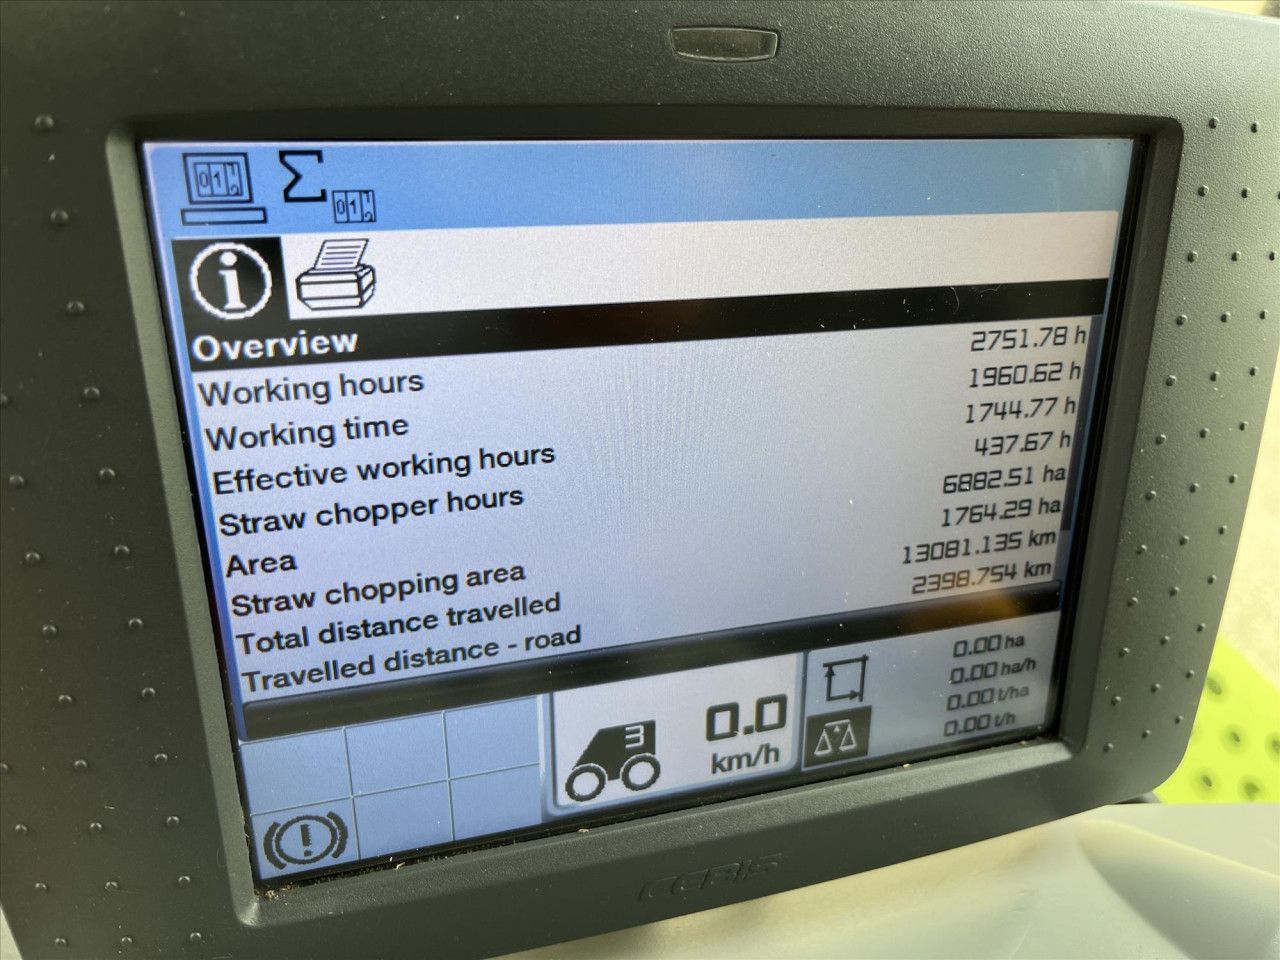 Overview
Working hours 2751.78 h
Working time 1960.62 h
Effective working hours 1744.77 h
Straw chopper hours 437.67 h
Area 6882.51 ha
Straw chopping area 1764.29 ha
Total distance travelled 13081.135 km
Travelled distance - road 2398.754 km
3
0.0
km/h
0.00 ha
0.00 ha/h
0.00 t/ha
0.00 t/h
CEBIS